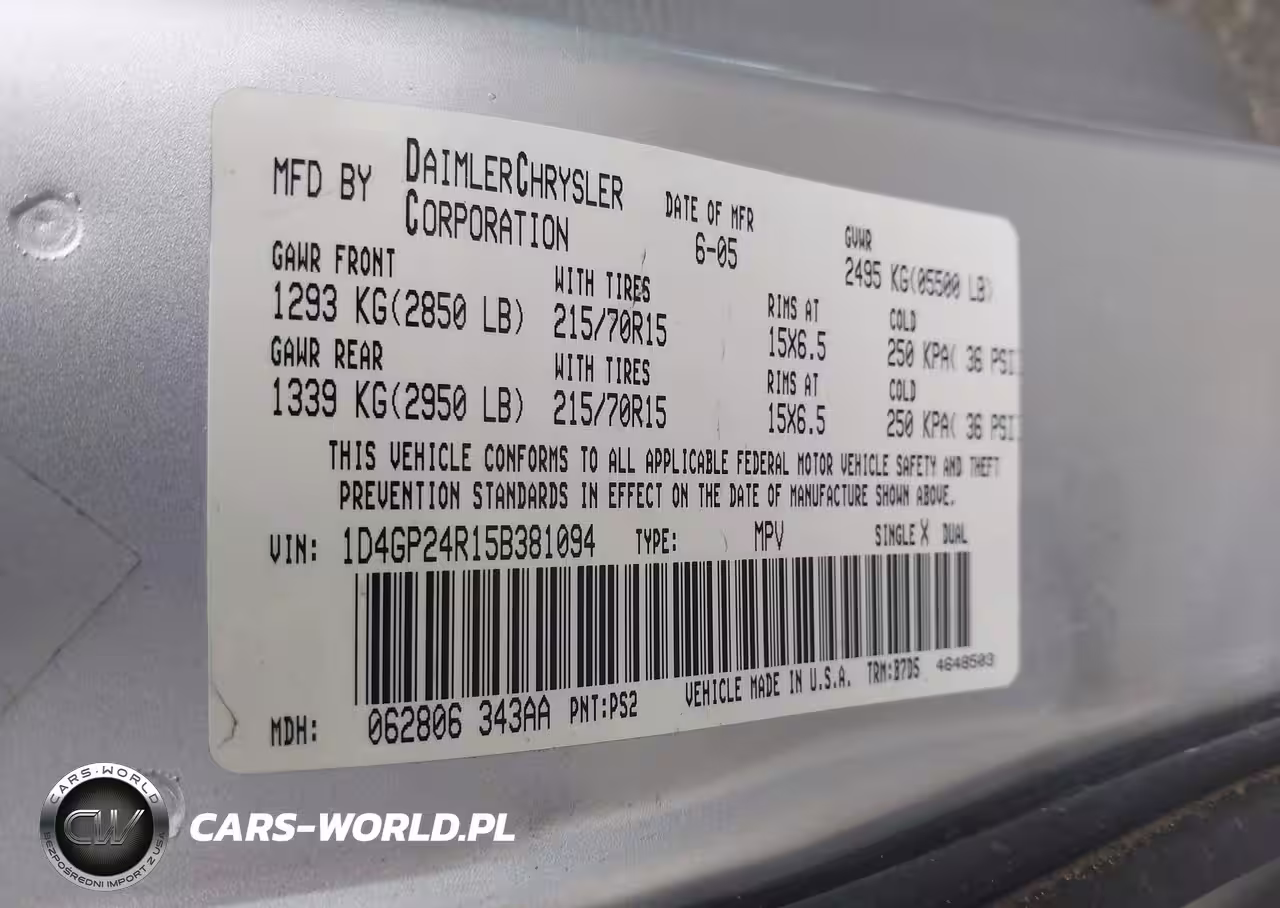 MFD BY DAIMLERCHRYSLER CORPORATION DATE OF MFR 6-05 GVWR
2495 KG(05500 LB)
GAWR FRONT WITH TIRES RIMS AT COLD
1293 KG(2850 LB) 215/70R15 15X6.5 250 KPA( 36 PSI)
GAWR REAR WITH TIRES RIMS AT COLD
1339 KG(2950 LB) 215/70R15 15X6.5 250 KPA( 36 PSI)
THIS VEHICLE CONFORMS TO ALL APPLICABLE FEDERAL MOTOR VEHICLE SAFETY AND THEFT
PREVENTION STANDARDS IN EFFECT ON THE DATE OF MANUFACTURE SHOWN ABOVE.
VIN: 1D4GP24R15B381094 TYPE: MPV SINGLE X DUAL
MDH: 062806 343AA PNT:PS2 VEHICLE MADE IN U.S.A. TRM:B7D5 4648503
CARS-WORLD
CW
BEZPOŚREDNI IMPORT Z USA
CARS-WORLD.PL